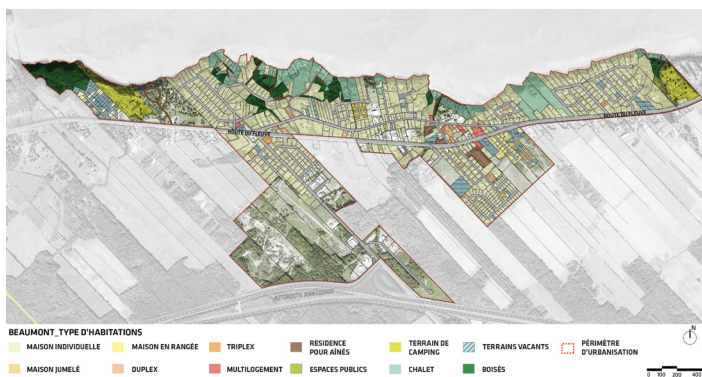 ROUTE DU FLEUVE
ROUTE DU FLEUVE
AUTOROUTE JEAN-LESAGE
BEAUMONT_TYPE D'HABITATIONS
N
MAISON INDIVIDUELLE
MAISON EN RANGÉE
TRIPLEX
RESIDENCE
POUR AÎNÉS
TERRAIN DE
CAMPING
TERRAINS VACANTS
PÉRIMÈTRE
D'URBANISATION
MAISON JUMELÉ
DUPLEX
MULTILOGEMENT
ESPACES PUBLICS
CHALET
BOISÉS
0 100 200 400